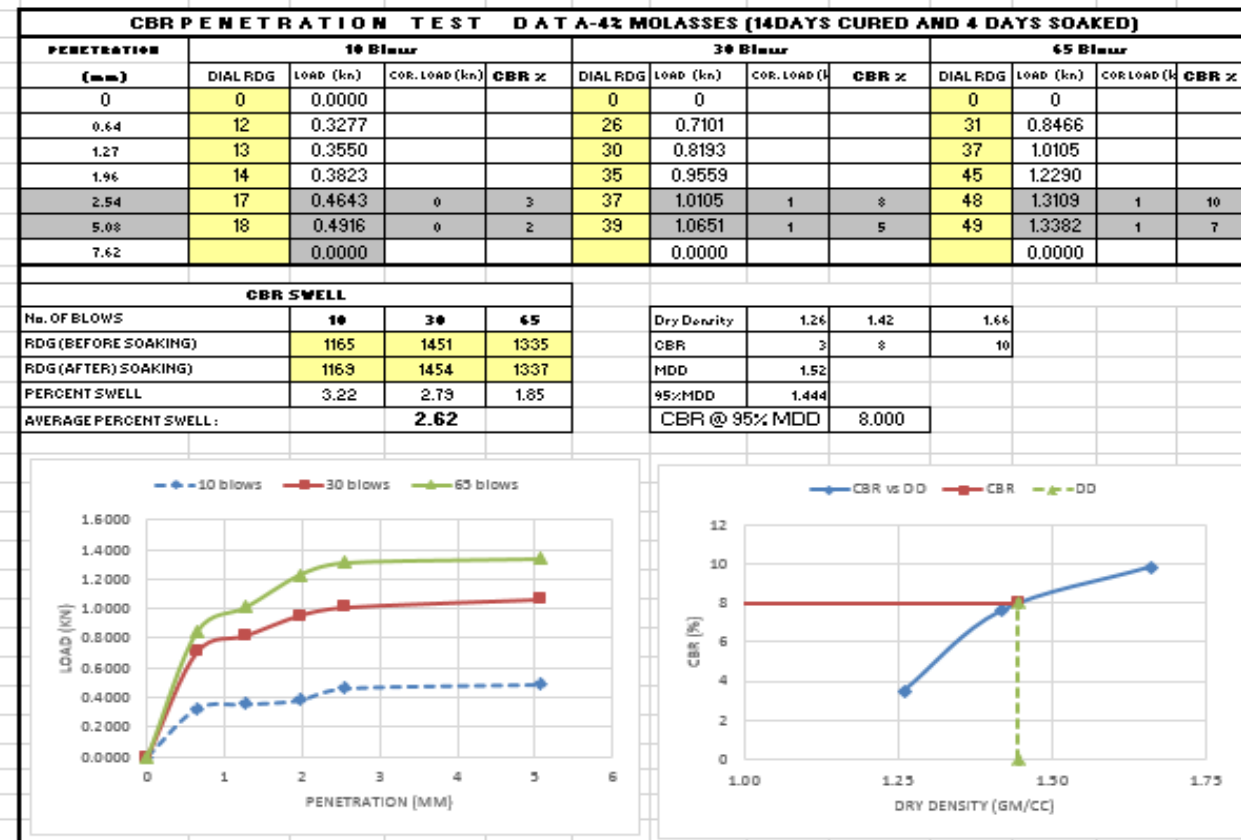 CBR P E N E T R A T I O N T E S T D A T A-4% MOLASSES (14DAYS CURED AND 4 DAYS SOAKED)
PENETRATION 10 Blows 30 Blows 65 Blows
(mm) DIAL RDG LOAD (kn) COR.LOAD (kn) CBR % DIAL RDG LOAD (kn) COR.LOAD (k CBR % DIAL RDG LOAD (kn) COR LOAD (k CBR %
0 0 0.0000 0 0 0 0
0.64 12 0.3277 26 0.7101 31 0.8466
1.27 13 0.3550 30 0.8193 37 1.0105
1.96 14 0.3823 35 0.9559 45 1.2290
2.54 17 0.4643 0 3 37 1.0105 1 8 48 1.3109 1 10
5.08 18 0.4916 0 2 39 1.0651 1 5 49 1.3382 1 7
7.62 0.0000 0.0000 0.0000
CBR SWELL
No. OF BLOWS 10 30 65
RDG (BEFORE SOAKING) 1165 1451 1335
RDG (AFTER) SOAKING) 1169 1454 1337
PERCENT SWELL 3.22 2.79 1.85
AVERAGE PERCENT SWELL: 2.62
Dry Density 1.26 1.42 1.66
CBR 3 8 10
MDD 1.52
95%MDD 1.444
CBR @ 95% MDD 8.000
10 blows 30 blows 65 blows
1.6000
1.4000
1.2000
1.0000
0.8000
0.6000
0.4000
0.2000
0.0000
LOAD (KN)
0 1 2 3 4 5 6
PENETRATION (MM)
CBR vs DD CBR DD
12
10
8
6
4
2
0
CBR (%)
1.00 1.25 1.50 1.75
DRY DENSITY (GM/CC)